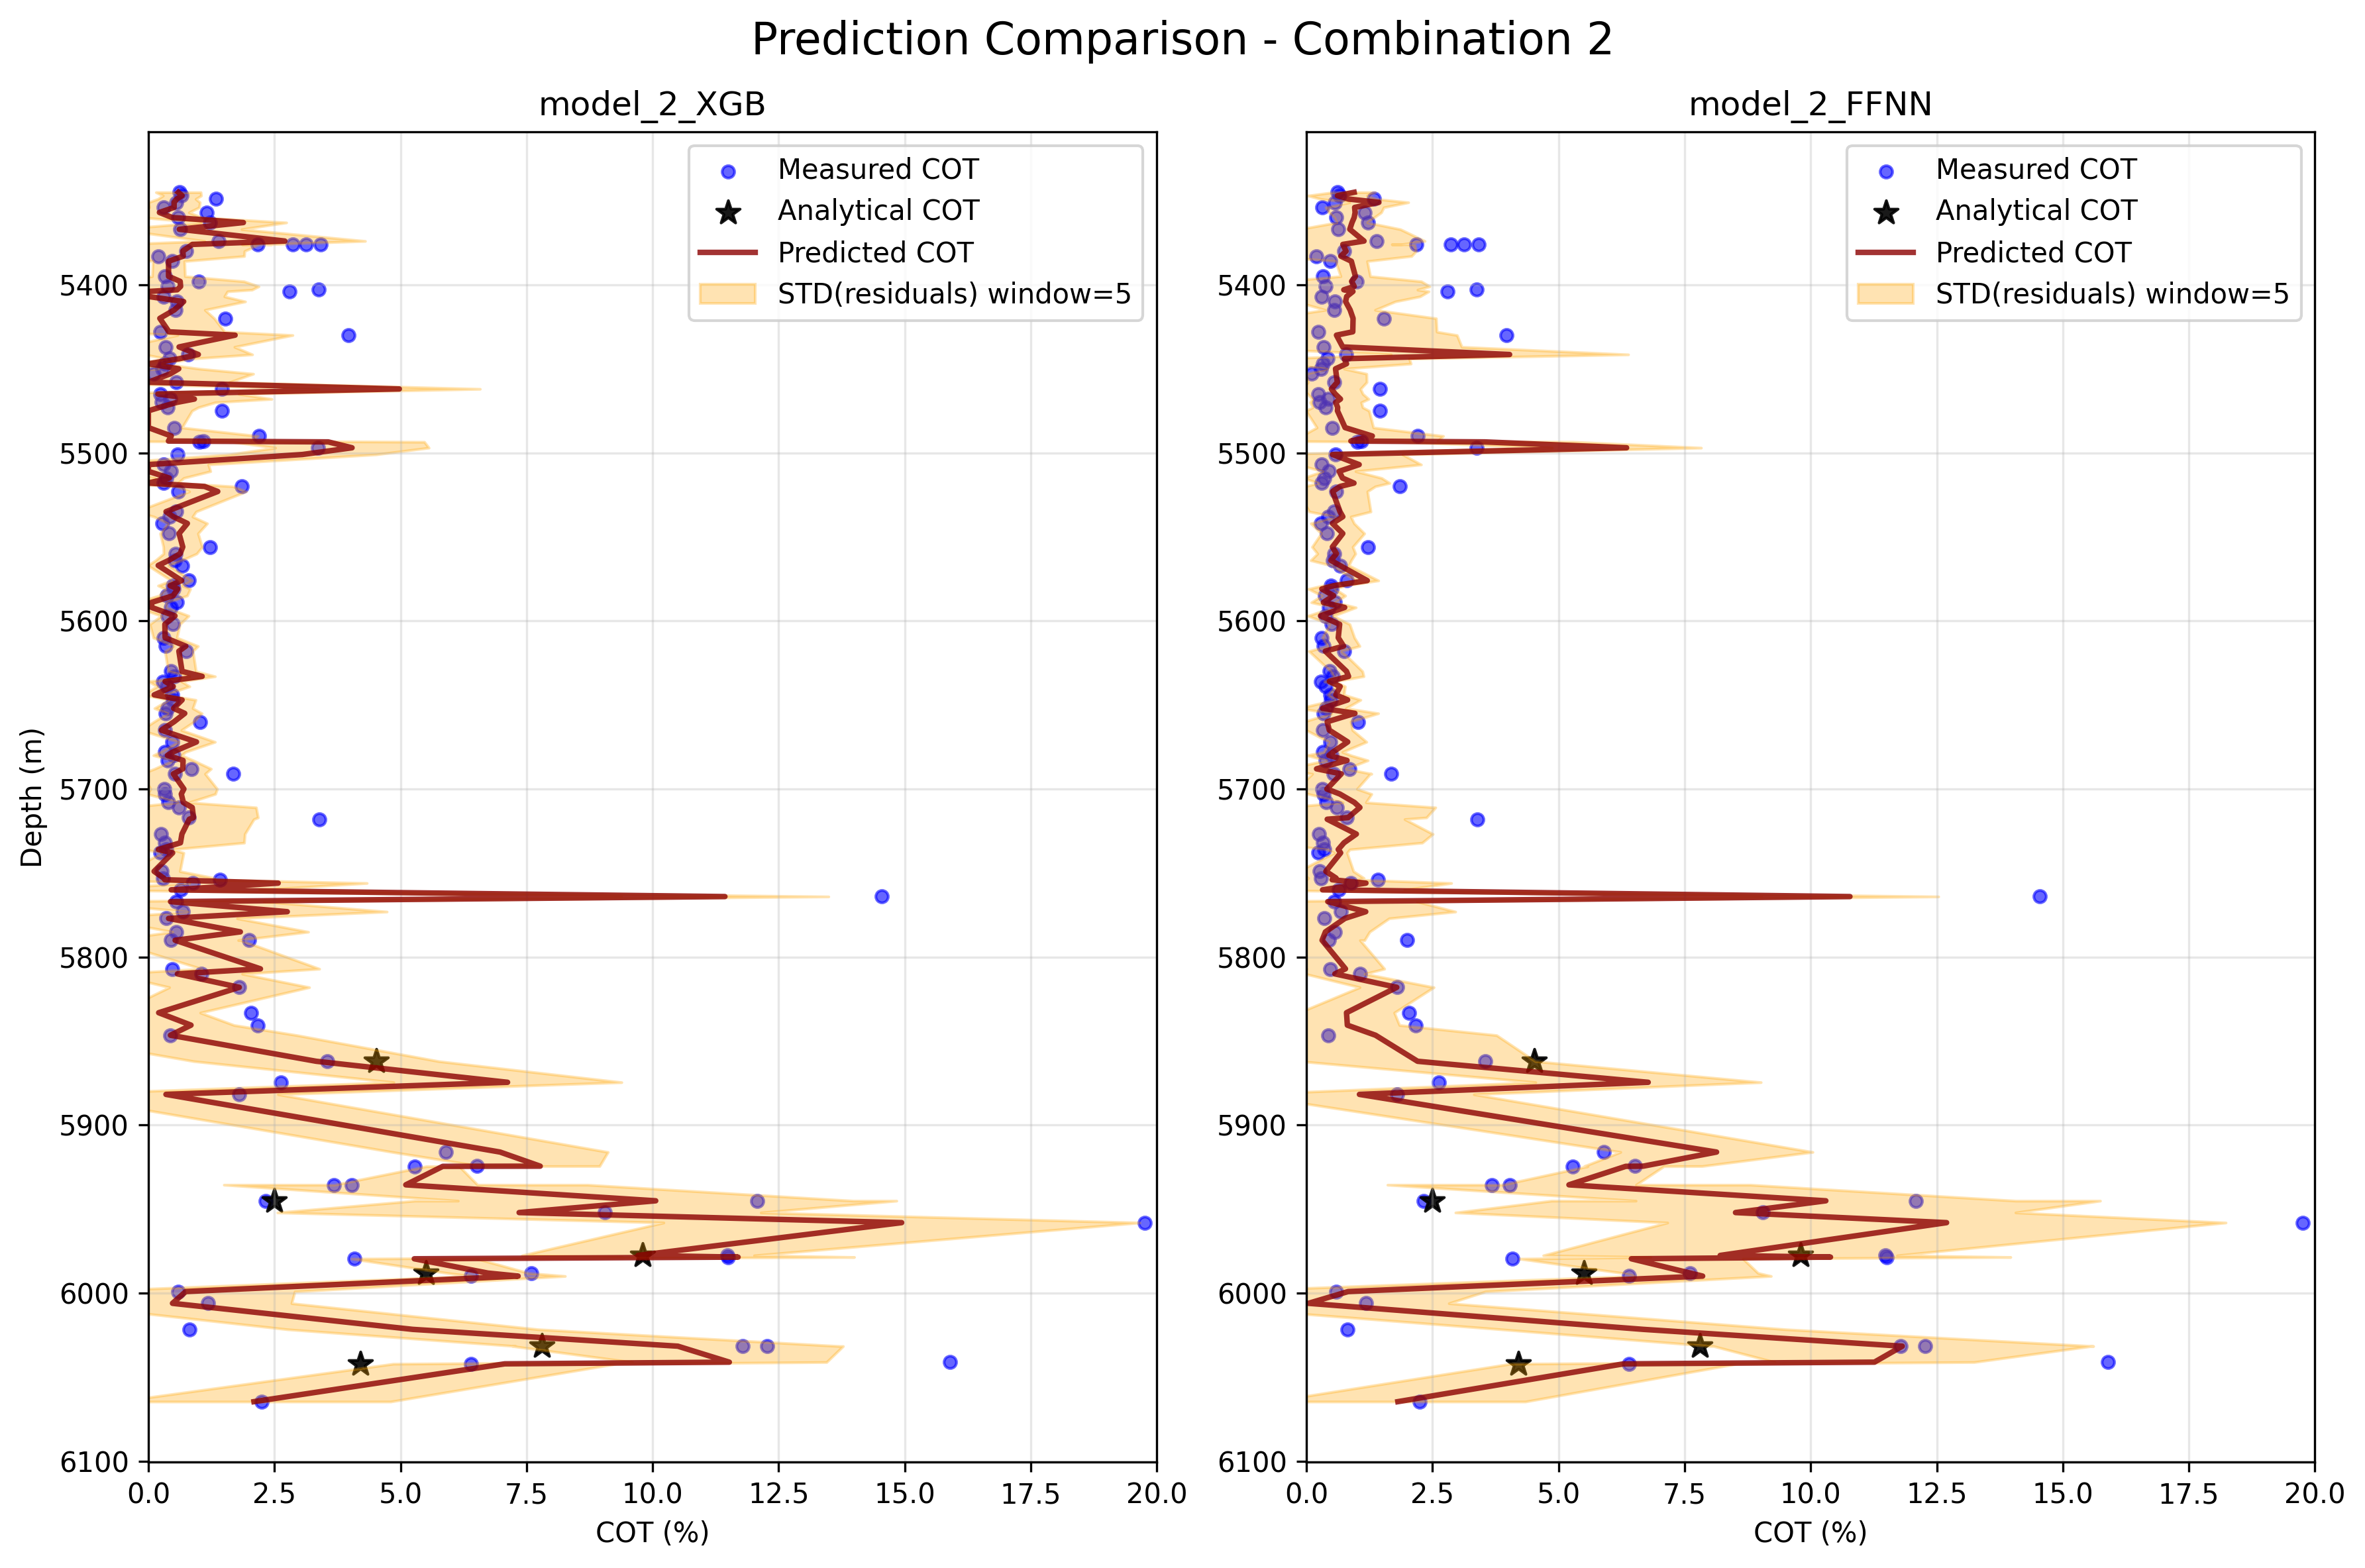 Prediction Comparison - Combination 2
model_2_XGB
Measured COT
Analytical COT
Predicted COT
STD(residuals) window=5
Depth (m)
5400
5500
5600
5700
5800
5900
6000
6100
0.0 2.5 5.0 7.5 10.0 12.5 15.0 17.5 20.0
COT (%)
model_2_FFNN
Measured COT
Analytical COT
Predicted COT
STD(residuals) window=5
5400
5500
5600
5700
5800
5900
6000
6100
0.0 2.5 5.0 7.5 10.0 12.5 15.0 17.5 20.0
COT (%)